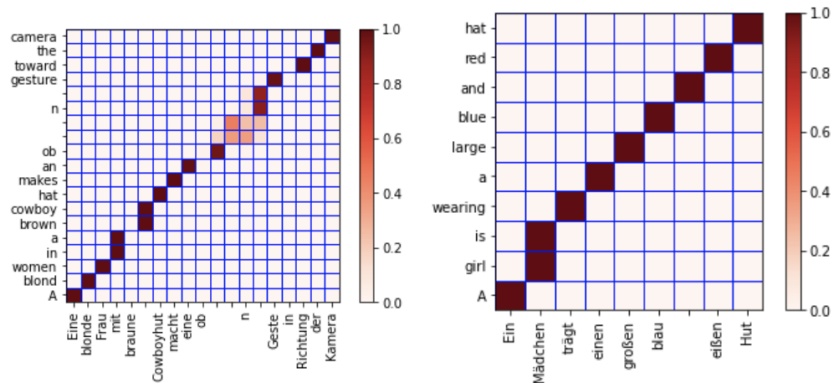 camera
the
toward
gesture
n
ob
an
makes
hat
cowboy
brown
a
in
women
blond
A
Eine
blonde
Frau
mit
braune
Cowboyhut
macht
eine
ob
n
Geste
in
Richtung
der
Kamera
1.0
0.8
0.6
0.4
0.2
0.0
hat
red
and
blue
large
a
wearing
is
girl
A
Ein
Mädchen
trägt
einen
großen
blau
eißen
Hut
1.0
0.8
0.6
0.4
0.2
0.0